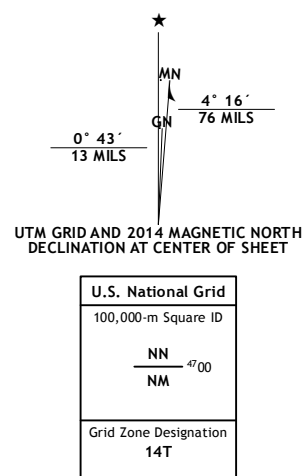 MN
GN
4° 16´
76 MILS
0° 43´
13 MILS
UTM GRID AND 2014 MAGNETIC NORTH
DECLINATION AT CENTER OF SHEET
U.S. National Grid
100,000-m Square ID
NN
4700
NM
Grid Zone Designation
14T